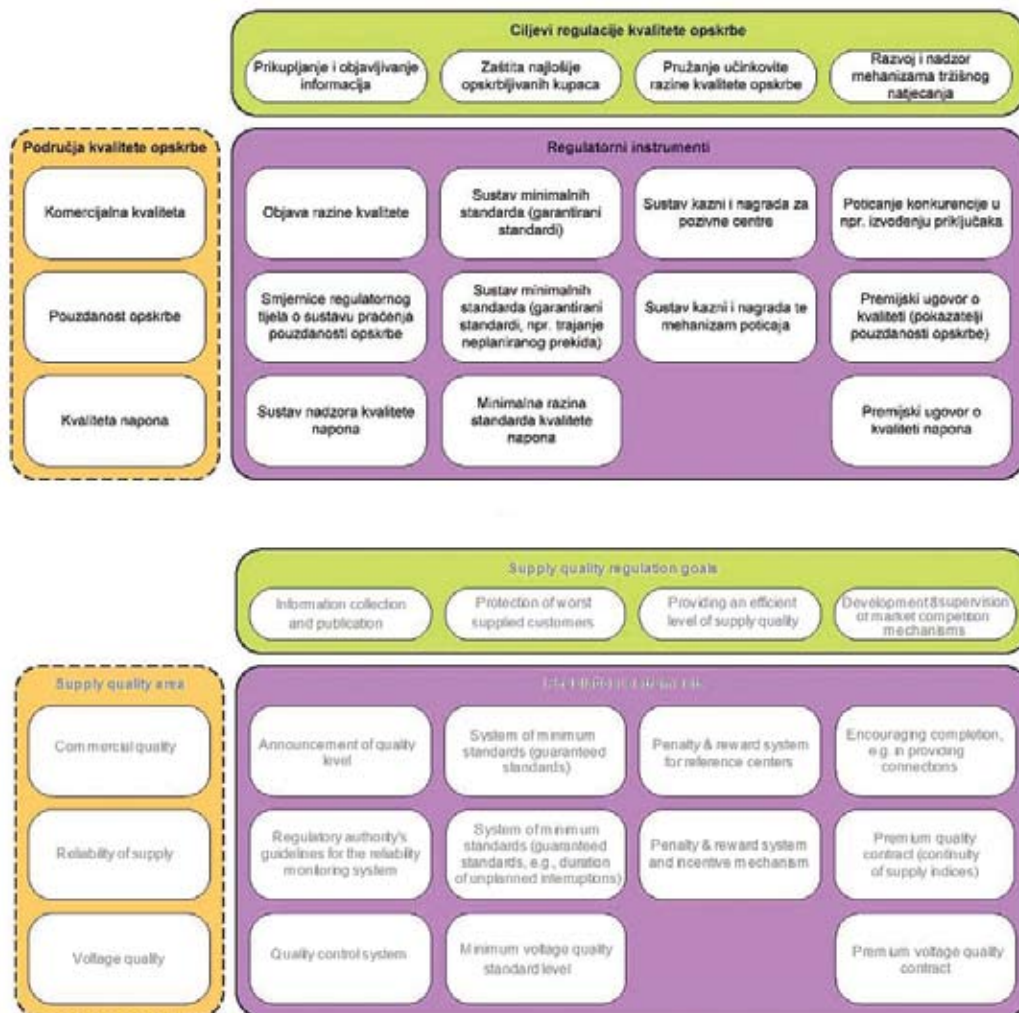 Ciljevi regulacije kvalitete opskrbe
Prikupljanje i objavljivanje
informacija
Zaštita najlošije
opskrbljivanih kupaca
Pružanje učinkovite
razine kvalitete opskrbe
Razvoj i nadzor
mehanizama tržišnog
natjecanja
Područja kvalitete opskrbe
Regulatorni instrumenti
Komercijalna kvaliteta
Objava razine kvalitete
Sustav minimalnih
standarda (garantirani
standardi)
Sustav kazni i nagrada za
pozivne centre
Poticanje konkurencije u
npr. izvođenju priključaka
Pouzdanost opskrbe
Smjernice regulatornog
tijela o sustavu praćenja
pouzdanosti opskrbe
Sustav minimalnih
standarda (garantirani
standardi, npr. trajanje
neplaniranog prekida)
Sustav kazni i nagrada te
mehanizam poticaja
Premijski ugovor o
kvaliteti (pokazatelji
pouzdanosti opskrbe)
Kvaliteta napona
Sustav nadzora kvalitete
napona
Minimalna razina
standarda kvalitete
napona
Premijski ugovor o
kvaliteti napona
Supply quality regulation goals
Information collection
and publication
Protection of worst
supplied customers
Providing an efficient
level of supply quality
Development & supervision
of market competition
mechanisms
Supply quality area
Commercial quality
Announcement of quality
level
System of minimum
standards (guaranteed
standards)
Penalty & reward system
for reference centers
Encouraging completion,
e.g. in providing
connections
Reliability of supply
Regulatory authority's
guidelines for the reliability
monitoring system
System of minimum
standards (guaranteed
standards, e.g., duration
of unplanned interruptions)
Penalty & reward system
and incentive mechanism
Premium quality
contract (continuity
of supply indices)
Voltage quality
Quality control system
Minimum voltage quality
standard level
Premium voltage quality
contract